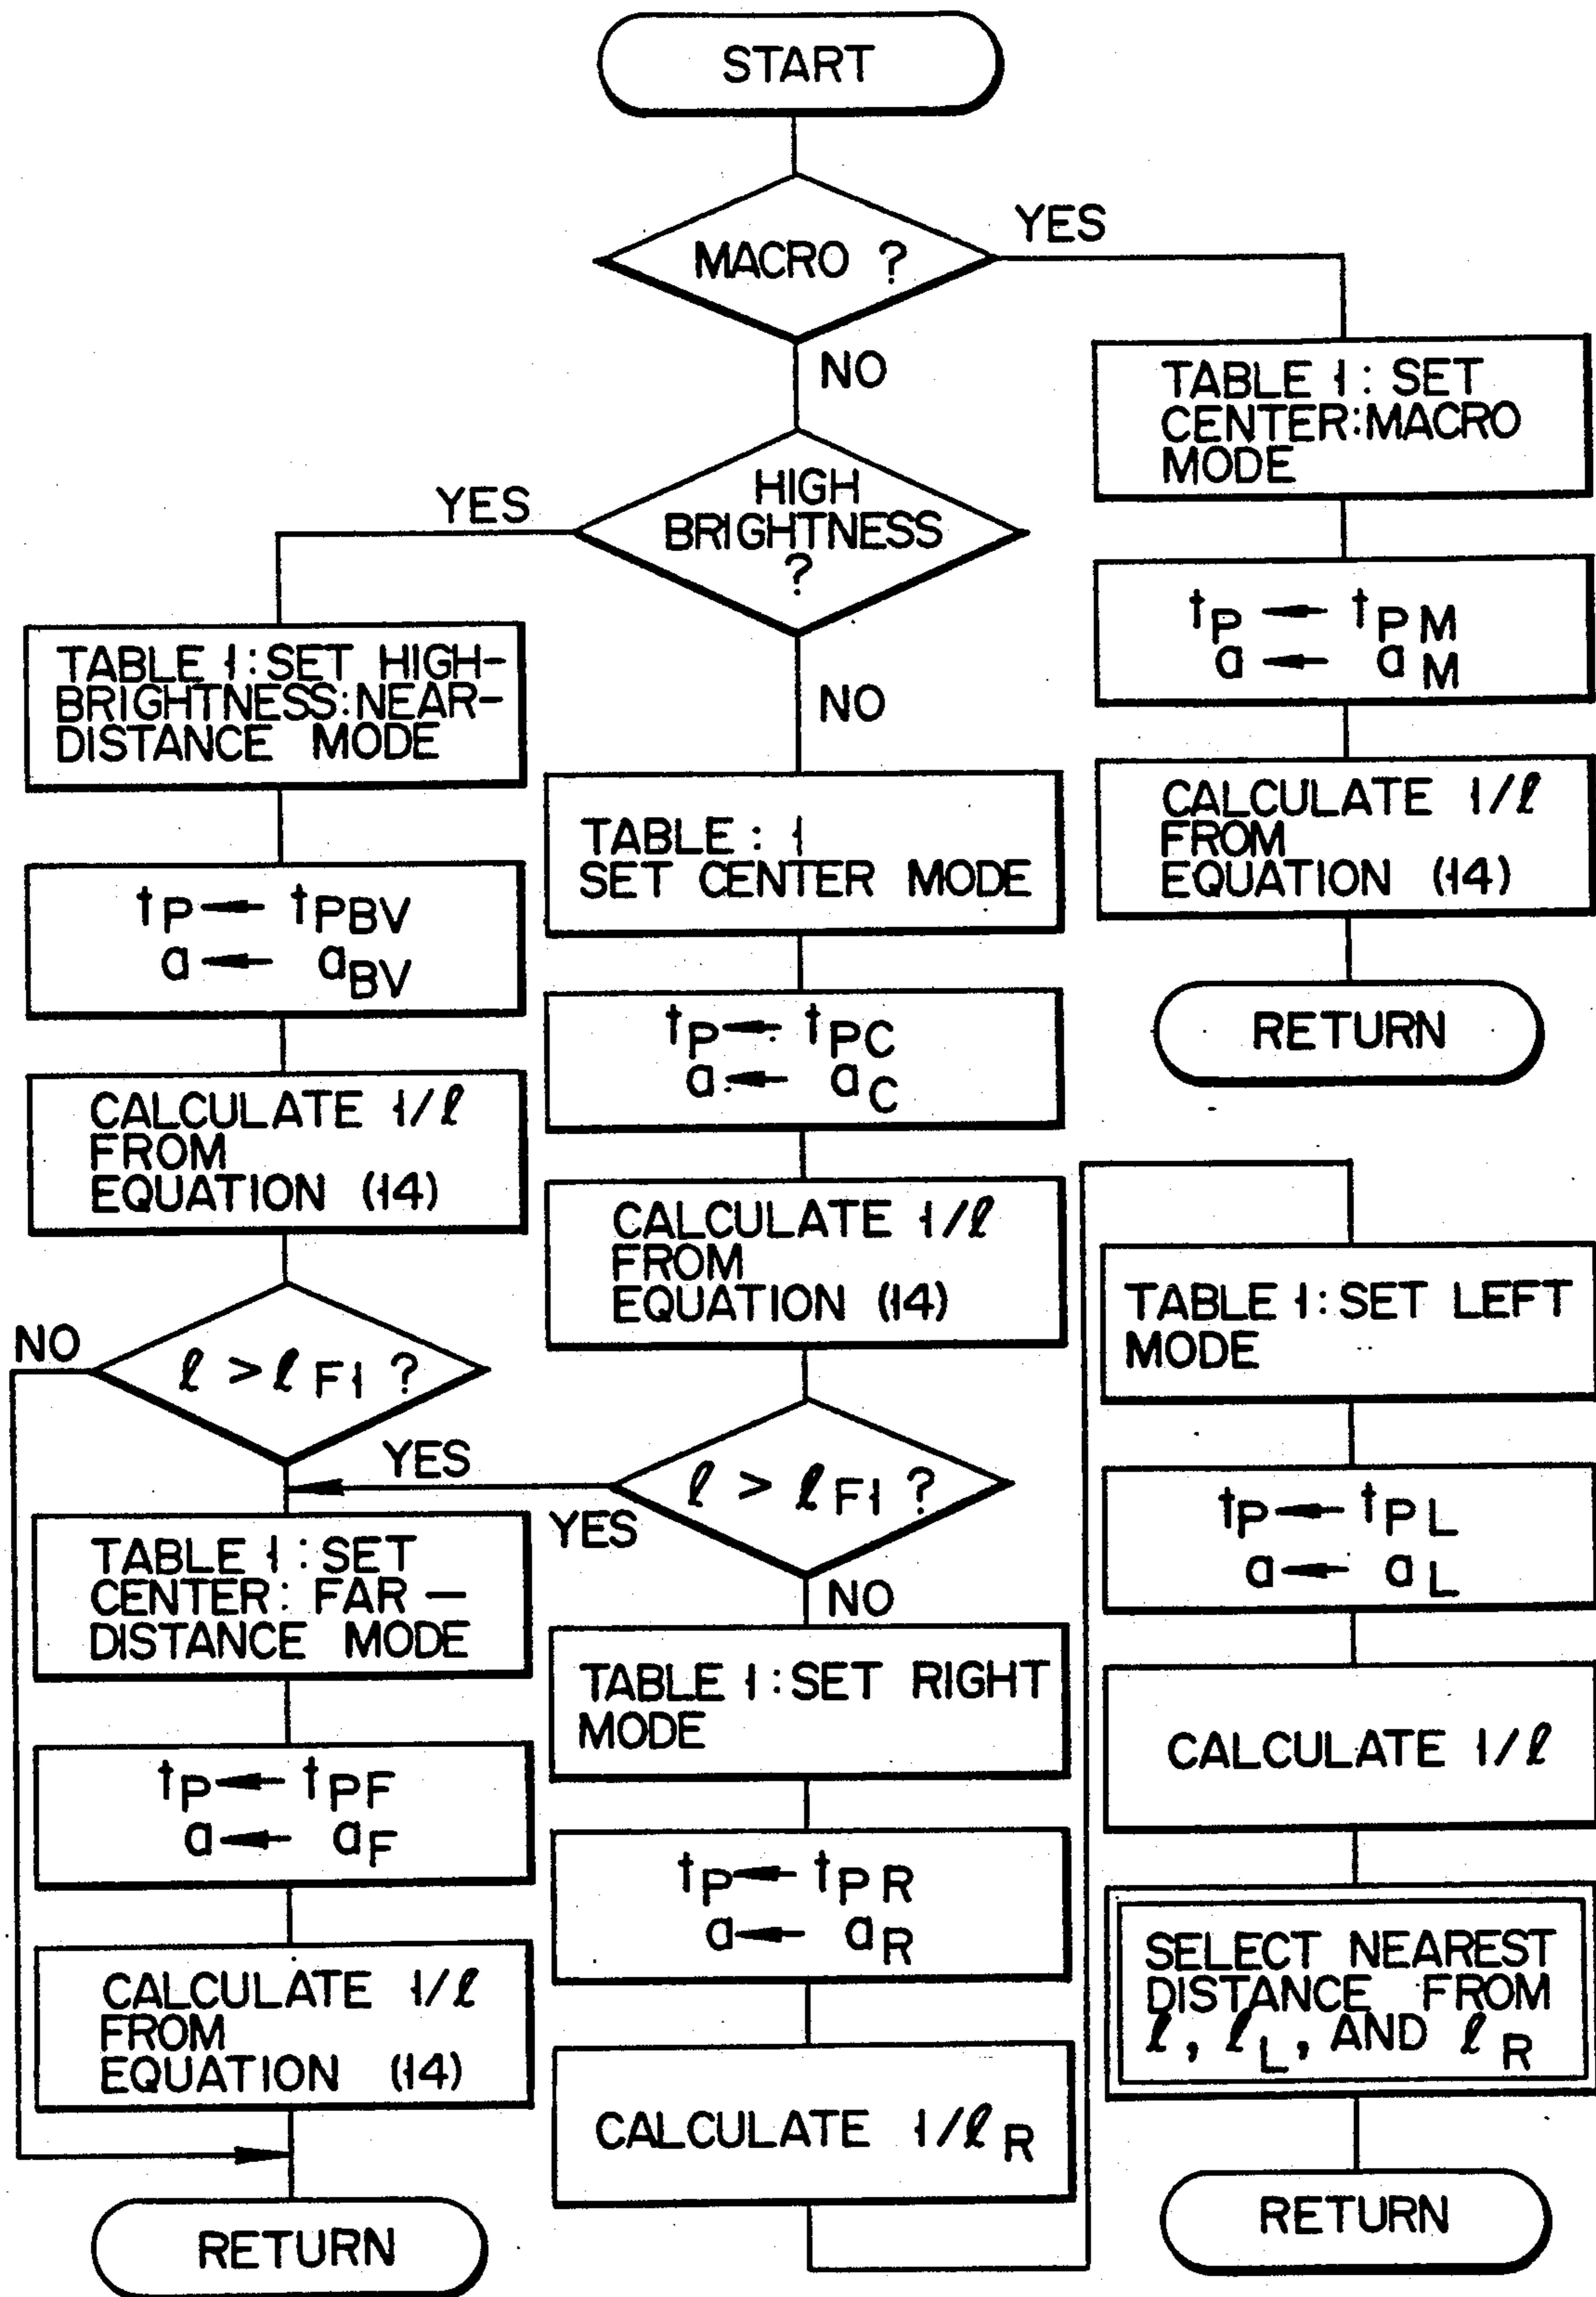 START
MACRO ?
YES
NO
TABLE 1: SET
CENTER:MACRO
MODE
tP ← tPM
a ← aM
CALCULATE 1/ℓ
FROM
EQUATION (14)
RETURN
HIGH
BRIGHTNESS
?
YES
NO
TABLE 1:SET HIGH-
BRIGHTNESS:NEAR-
DISTANCE MODE
tP ← tPBV
a ← aBV
CALCULATE 1/ℓ
FROM
EQUATION (14)
NO
ℓ > ℓF1 ?
YES
TABLE 1:SET
CENTER: FAR-
DISTANCE MODE
tP ← tPF
a ← aF
CALCULATE 1/ℓ
FROM
EQUATION (14)
RETURN
TABLE : 1
SET CENTER MODE
tP ← tPC
a ← aC
CALCULATE 1/ℓ
FROM
EQUATION (14)
ℓ > ℓF1 ?
YES
NO
TABLE 1:SET RIGHT
MODE
tP ← tPR
a ← aR
CALCULATE 1/ℓR
TABLE 1:SET LEFT
MODE
tP ← tPL
a ← aL
CALCULATE 1/ℓ
SELECT NEAREST
DISTANCE FROM
ℓ, ℓL, AND ℓR
RETURN